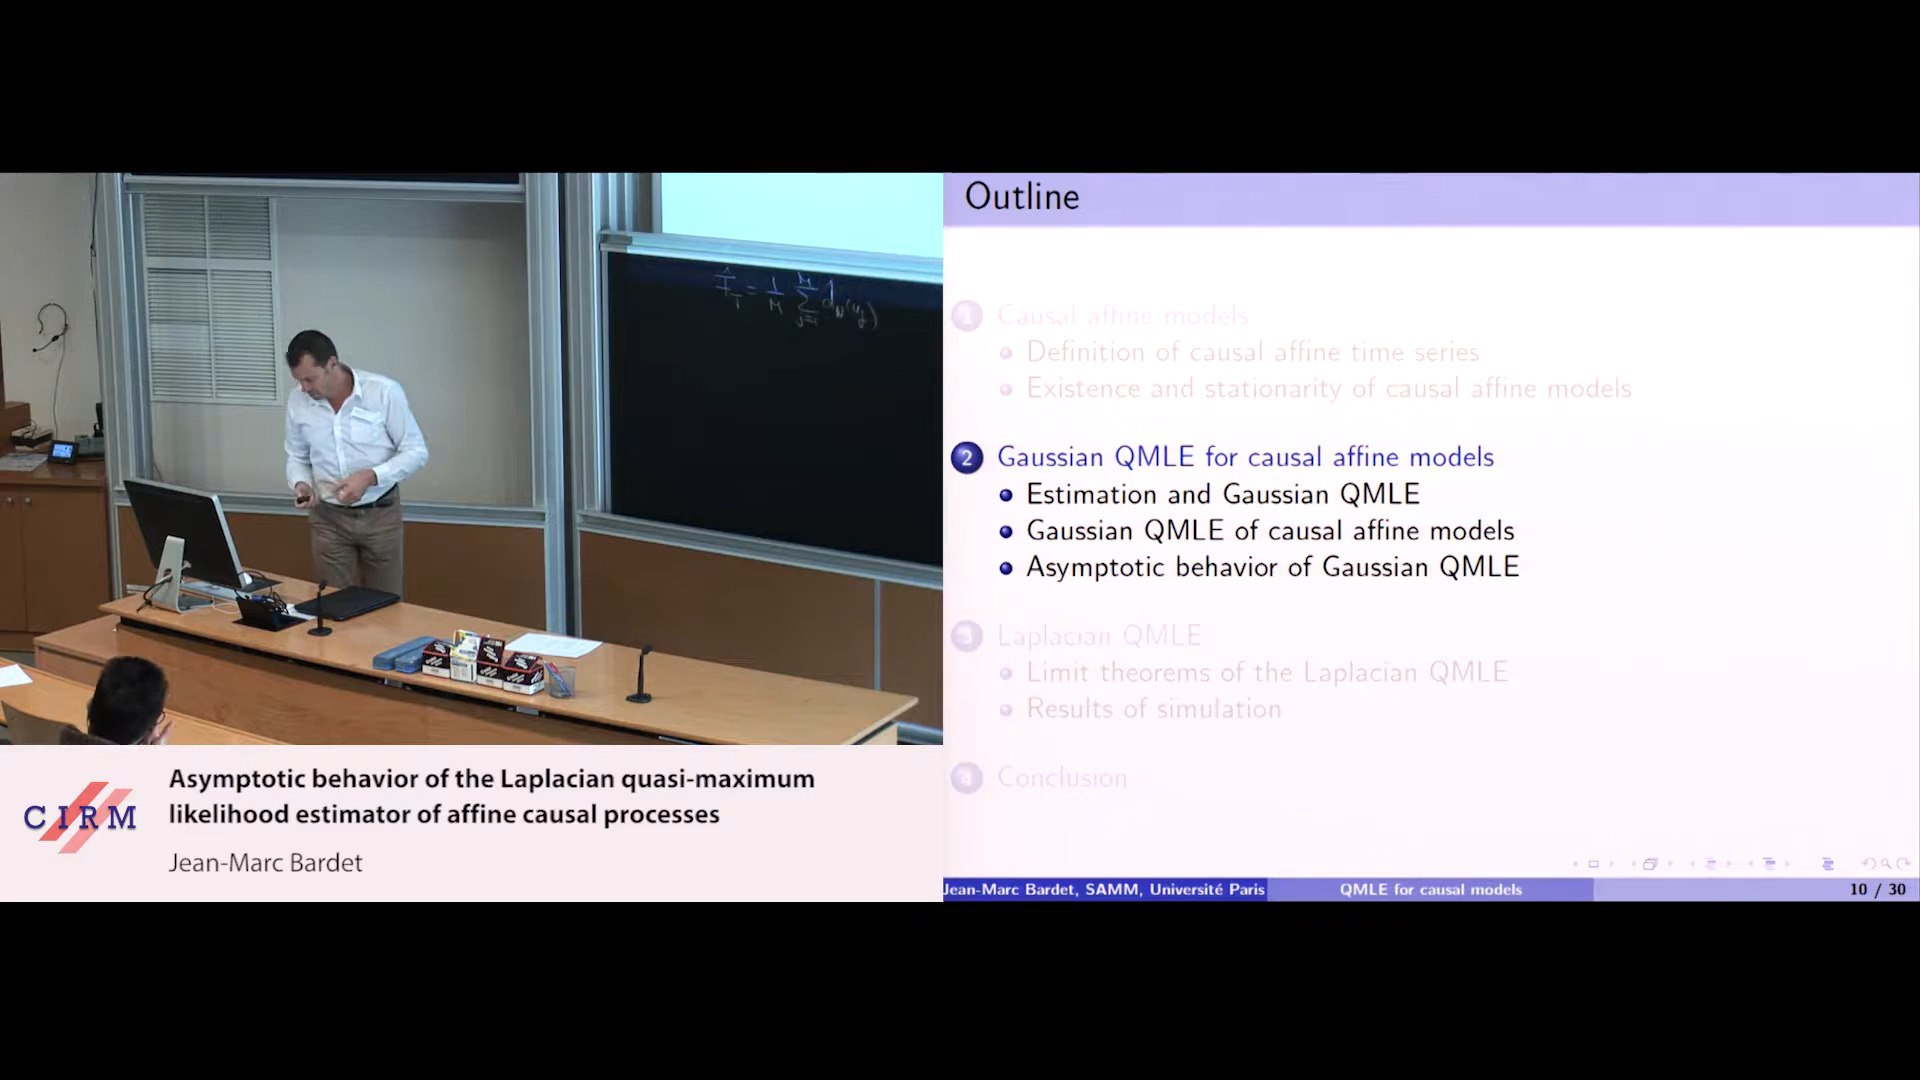 Outline
1 Causal affine models
Definition of causal affine time series
Existence and stationarity of causal affine models
2 Gaussian QMLE for causal affine models
Estimation and Gaussian QMLE
Gaussian QMLE of causal affine models
Asymptotic behavior of Gaussian QMLE
3 Laplacian QMLE
Limit theorems of the Laplacian QMLE
Results of simulation
4 Conclusion
Jean-Marc Bardet, SAMM, Université Paris QMLE for causal models 10 / 30
CIRM
Asymptotic behavior of the Laplacian quasi-maximum
likelihood estimator of affine causal processes
Jean-Marc Bardet